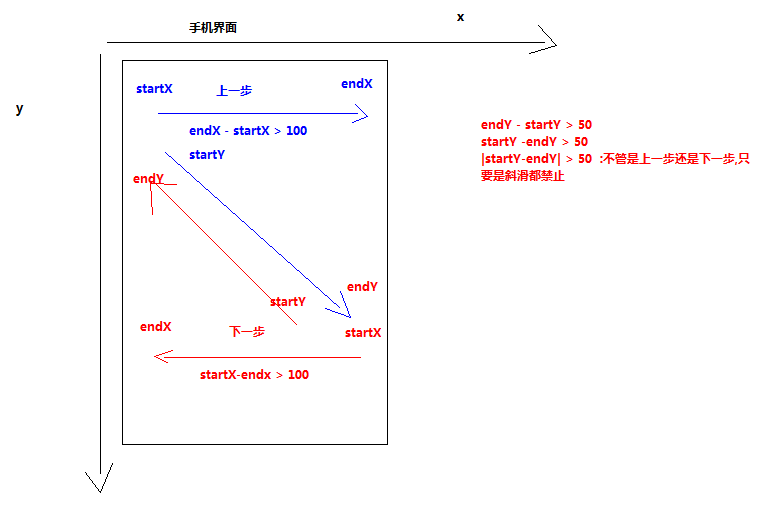 x
手机界面
startX
上一步
endX
y
endX - startX > 100
startY
endY
endY - startY > 50
startY -endY > 50
|startY-endY| > 50 :不管是上一步还是下一步,只
要是斜滑都禁止
endY
startY
endX
下一步
startX
startX-endx > 100